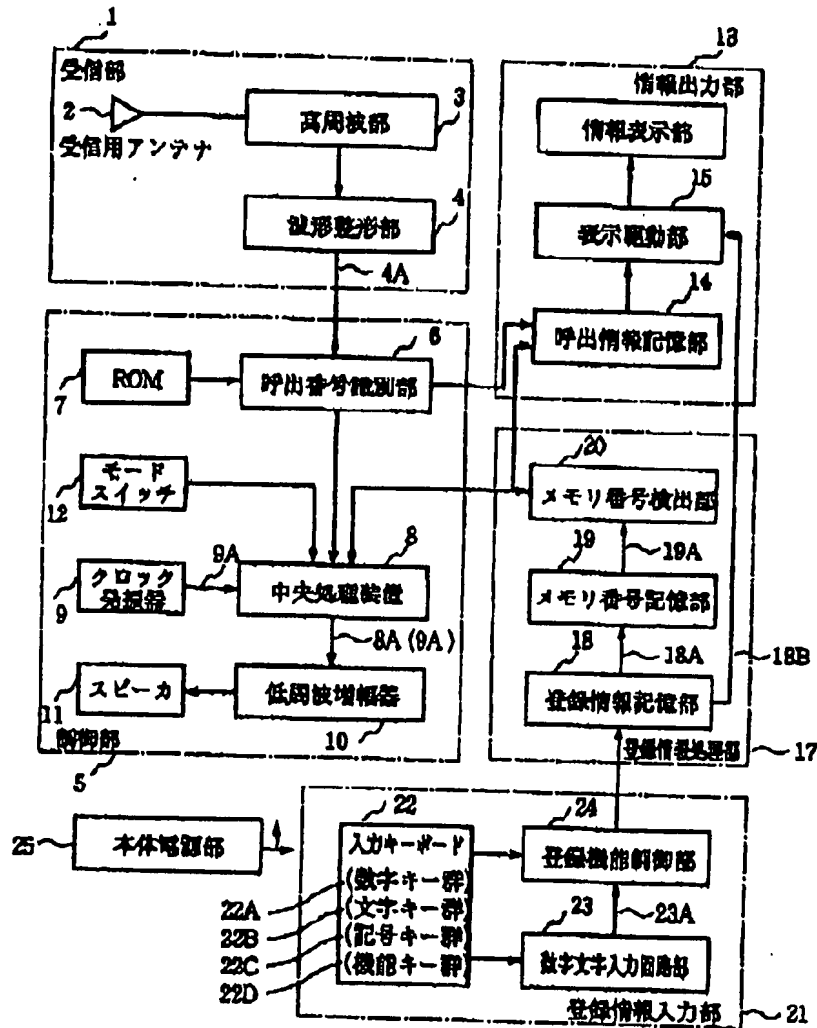 1
受信部
2
受信用アンテナ
高周波部
3
波形整形部
4
4A
13
情報出力部
情報表示部
15
表示駆動部
14
呼出情報記憶部
6
ROM
7
呼出番号識別部
モード
スイッチ
12
8
クロック
発振器
9
9A
中央処理装置
8A(9A)
スピーカ
11
低周波増幅器
10
制御部
5
20
メモリ番号検出部
19
19A
メモリ番号記憶部
18
18A
18B
登録情報記憶部
登録情報処理部
17
25
本体電源部
22
入力キーボード
(数字キー群)
22A
(文字キー群)
22B
(記号キー群)
22C
(機能キー群)
22D
24
登録機能制御部
23
23A
数字文字入力回路部
登録情報入力部
21